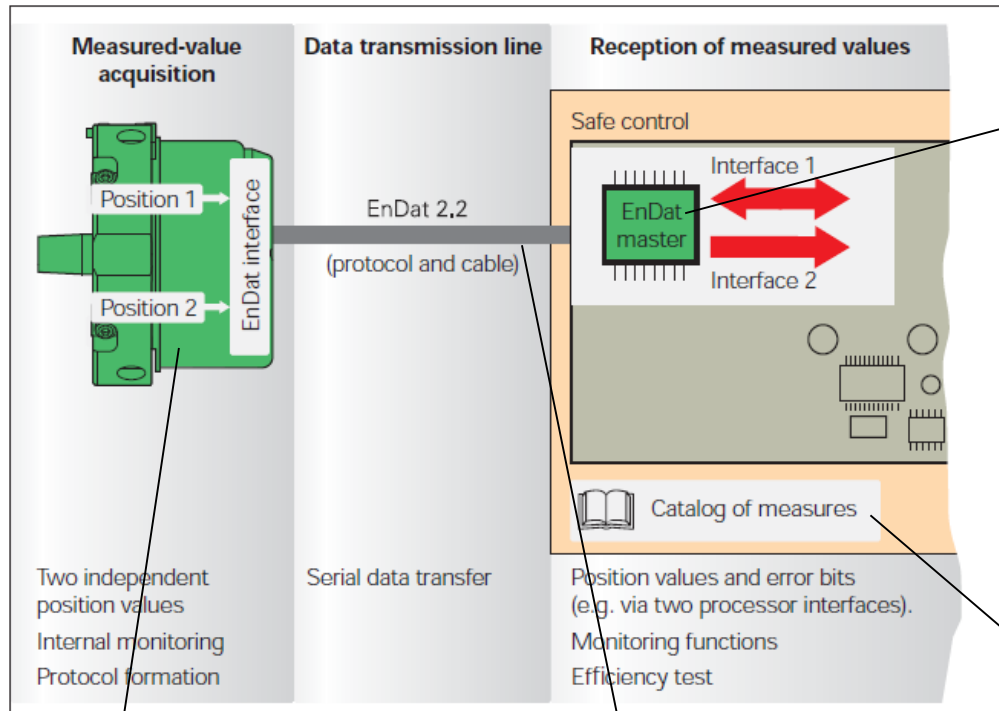 Measured-value
acquisition
Data transmission line
Reception of measured values
Position 1
Position 2
EnDat interface
EnDat 2.2
(protocol and cable)
Safe control
EnDat
master
Interface 1
Interface 2
Catalog of measures
Two independent
position values
Internal monitoring
Protocol formation
Serial data transfer
Position values and error bits
(e.g. via two processor interfaces).
Monitoring functions
Efficiency test